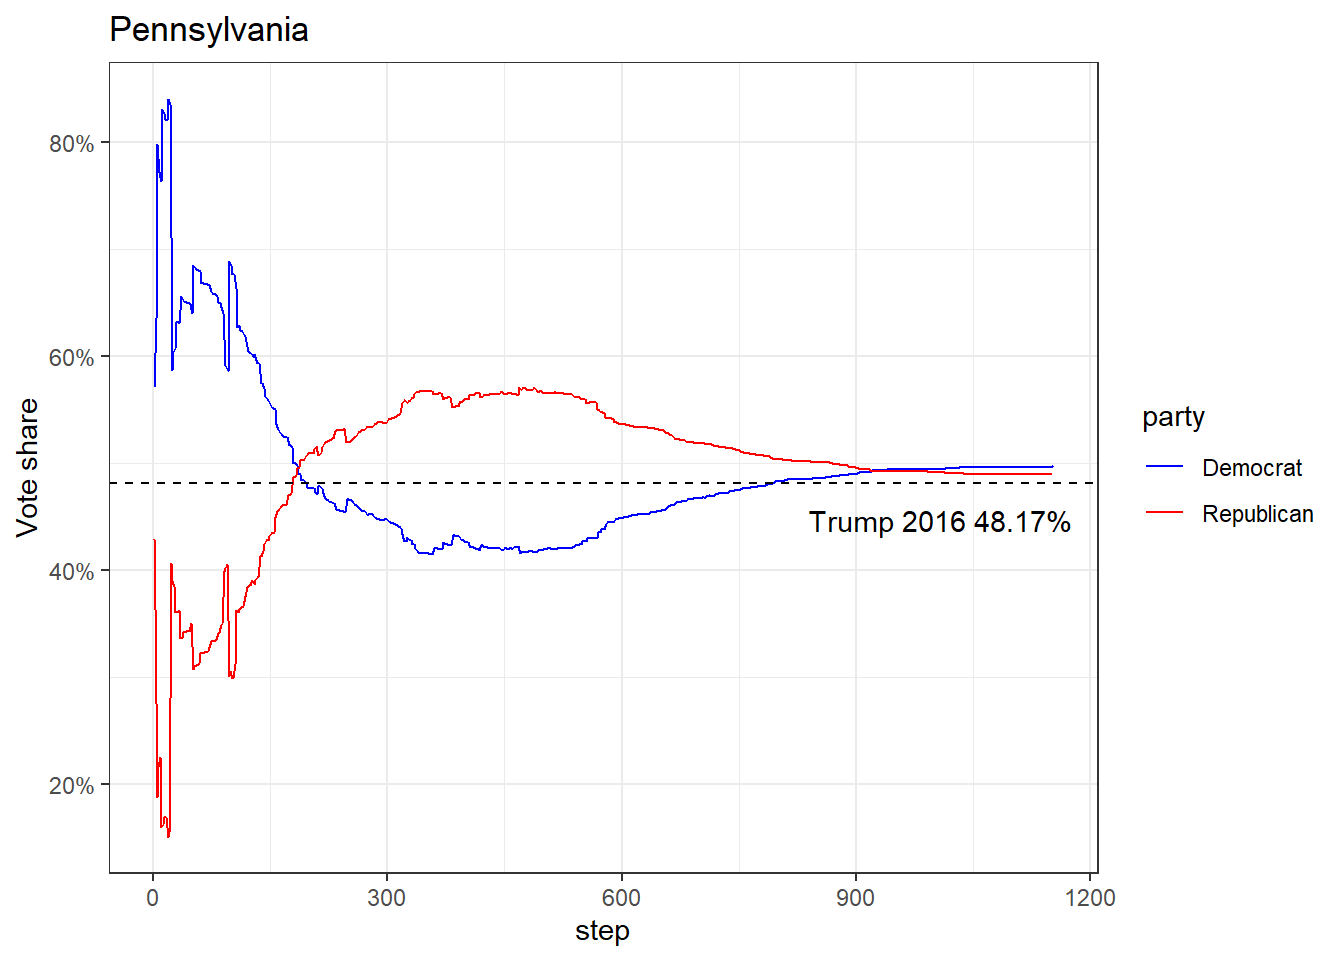 Pennsylvania
Vote share
80%
60%
40%
20%
Trump 2016 48.17%
0 300 600 900 1200
step
party
Democrat
Republican